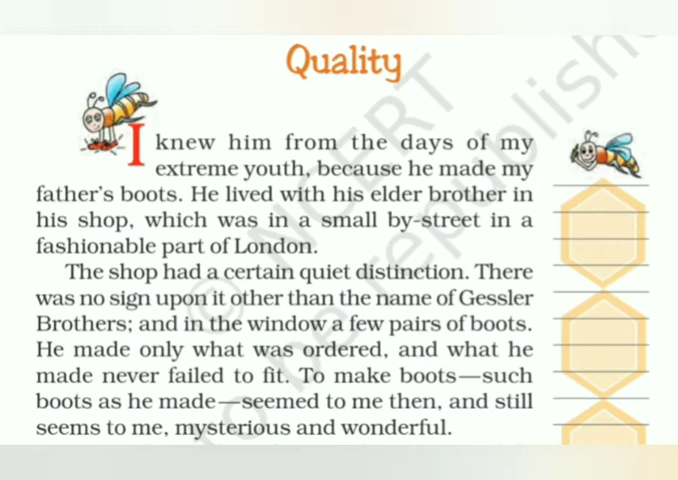 Quality
I knew him from the days of my
extreme youth, because he made my
father's boots. He lived with his elder brother in
his shop, which was in a small by-street in a
fashionable part of London.
The shop had a certain quiet distinction. There
was no sign upon it other than the name of Gessler
Brothers; and in the window a few pairs of boots.
He made only what was ordered, and what he
made never failed to fit. To make boots—such
boots as he made—seemed to me then, and still
seems to me, mysterious and wonderful.
© NCERT
to be republishe